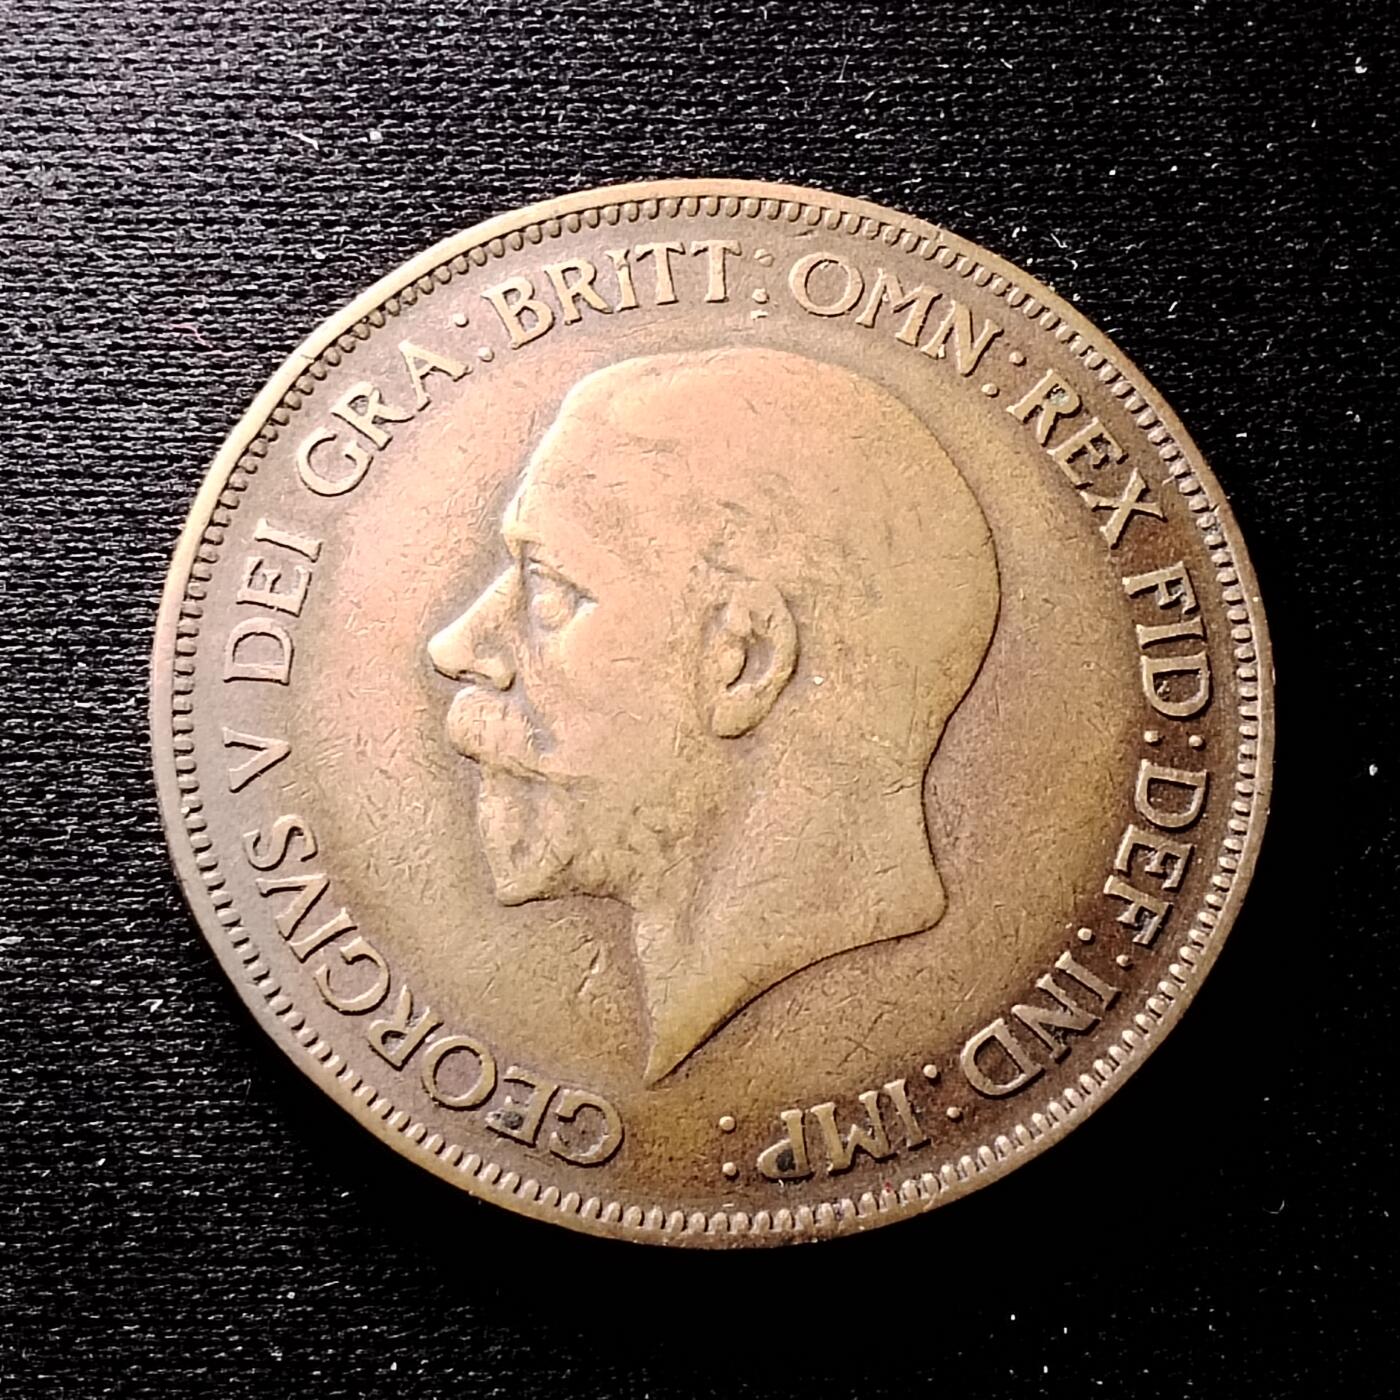 GEORGIVS V DEI GRA: BRITT: OMN: REX FID: DEF: IND: IMP: